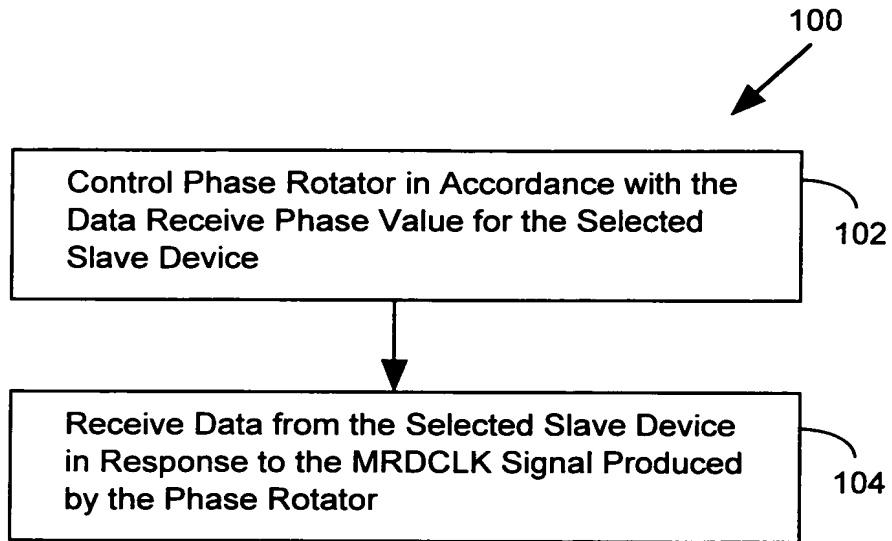 100
Control Phase Rotator in Accordance with the
Data Receive Phase Value for the Selected
Slave Device
102
Receive Data from the Selected Slave Device
in Response to the MRDCLK Signal Produced
by the Phase Rotator
104